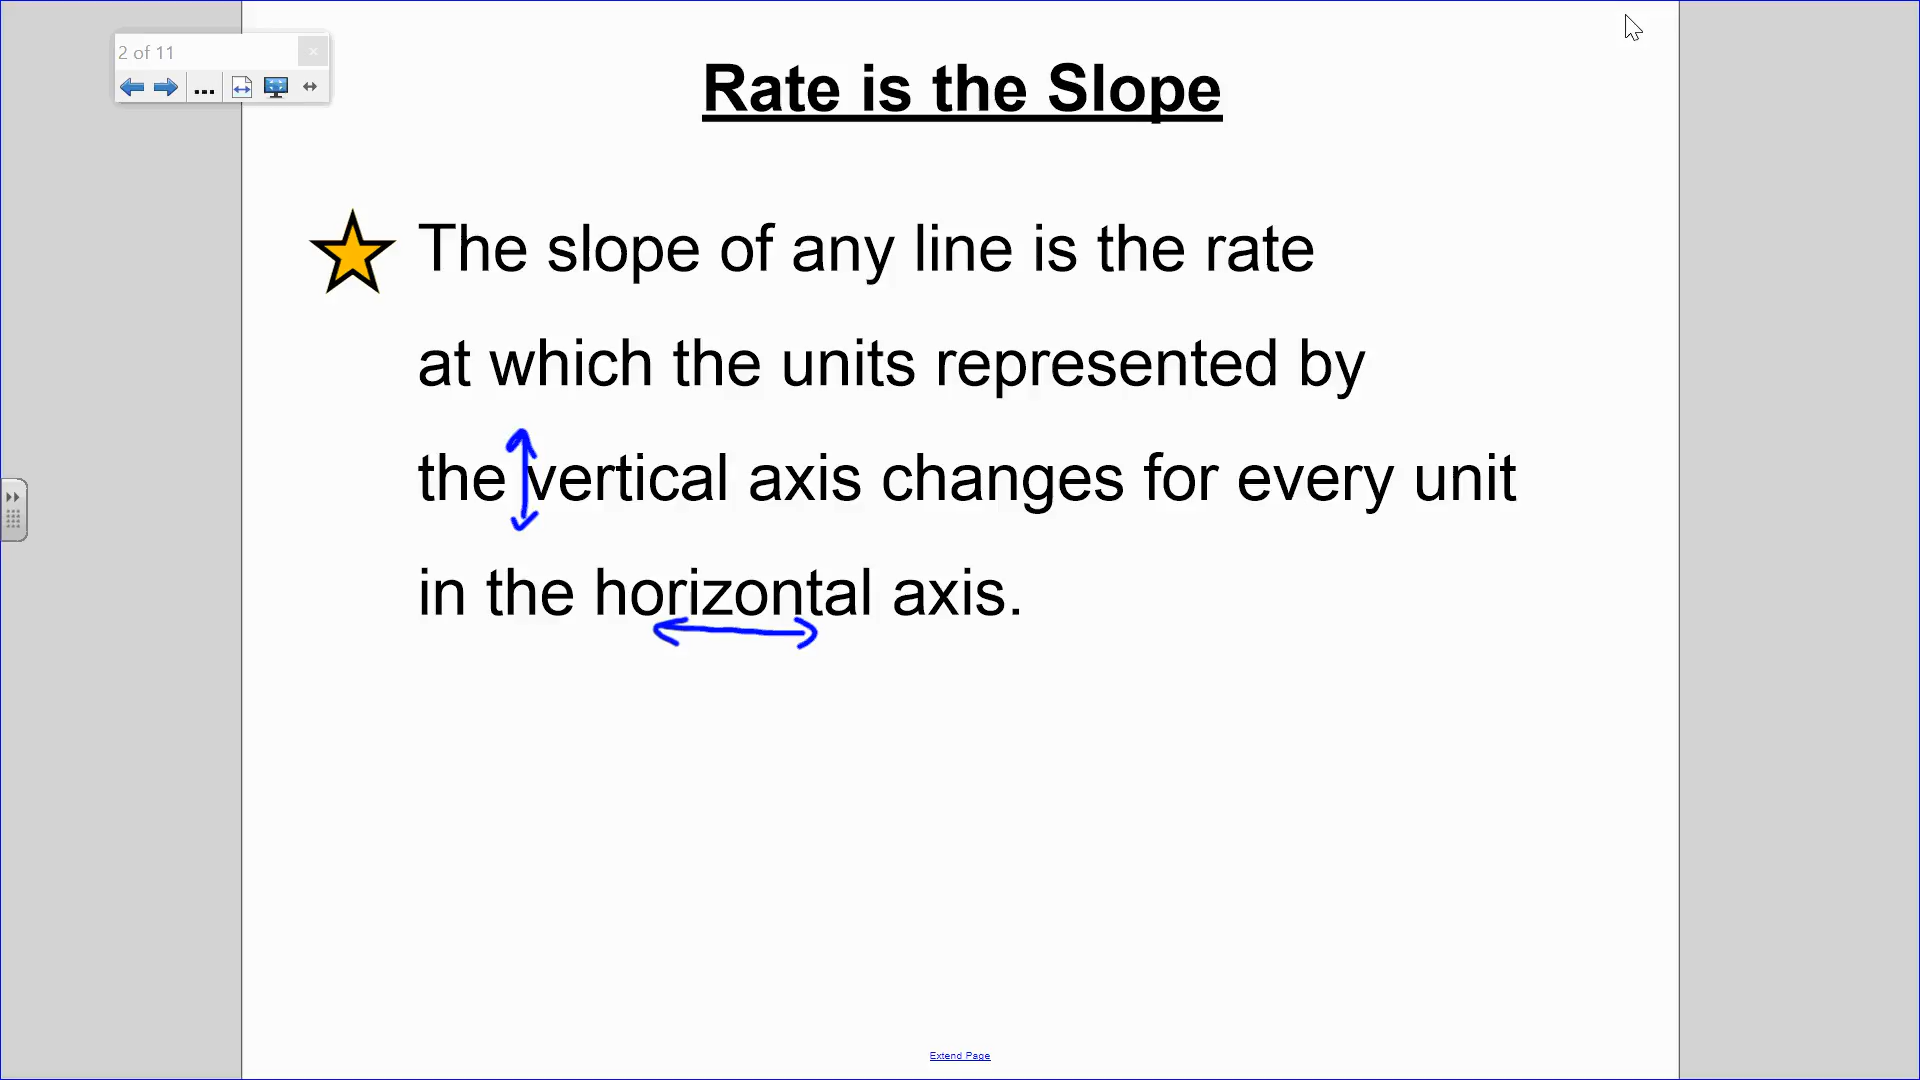 2 of 11
Rate is the Slope
The slope of any line is the rate
at which the units represented by
the vertical axis changes for every unit
in the horizontal axis.
Extend Page